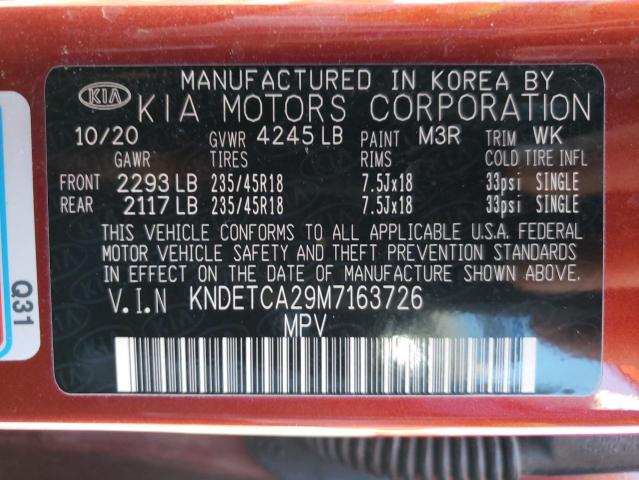 MANUFACTURED IN KOREA BY
KIA KIA MOTORS CORPORATION
10/20 GVWR 4245 LB PAINT M3R TRIM WK
GAWR TIRES RIMS COLD TIRE INFL
FRONT 2293 LB 235/45R18 7.5Jx18 33psi SINGLE
REAR 2117 LB 235/45R18 7.5Jx18 33psi SINGLE
THIS VEHICLE CONFORMS TO ALL APPLICABLE U.S.A. FEDERAL
MOTOR VEHICLE SAFETY AND THEFT PREVENTION STANDARDS
IN EFFECT ON THE DATE OF MANUFACTURE SHOWN ABOVE.
V.I.N KNDETCA29M7163726
MPV
Q31